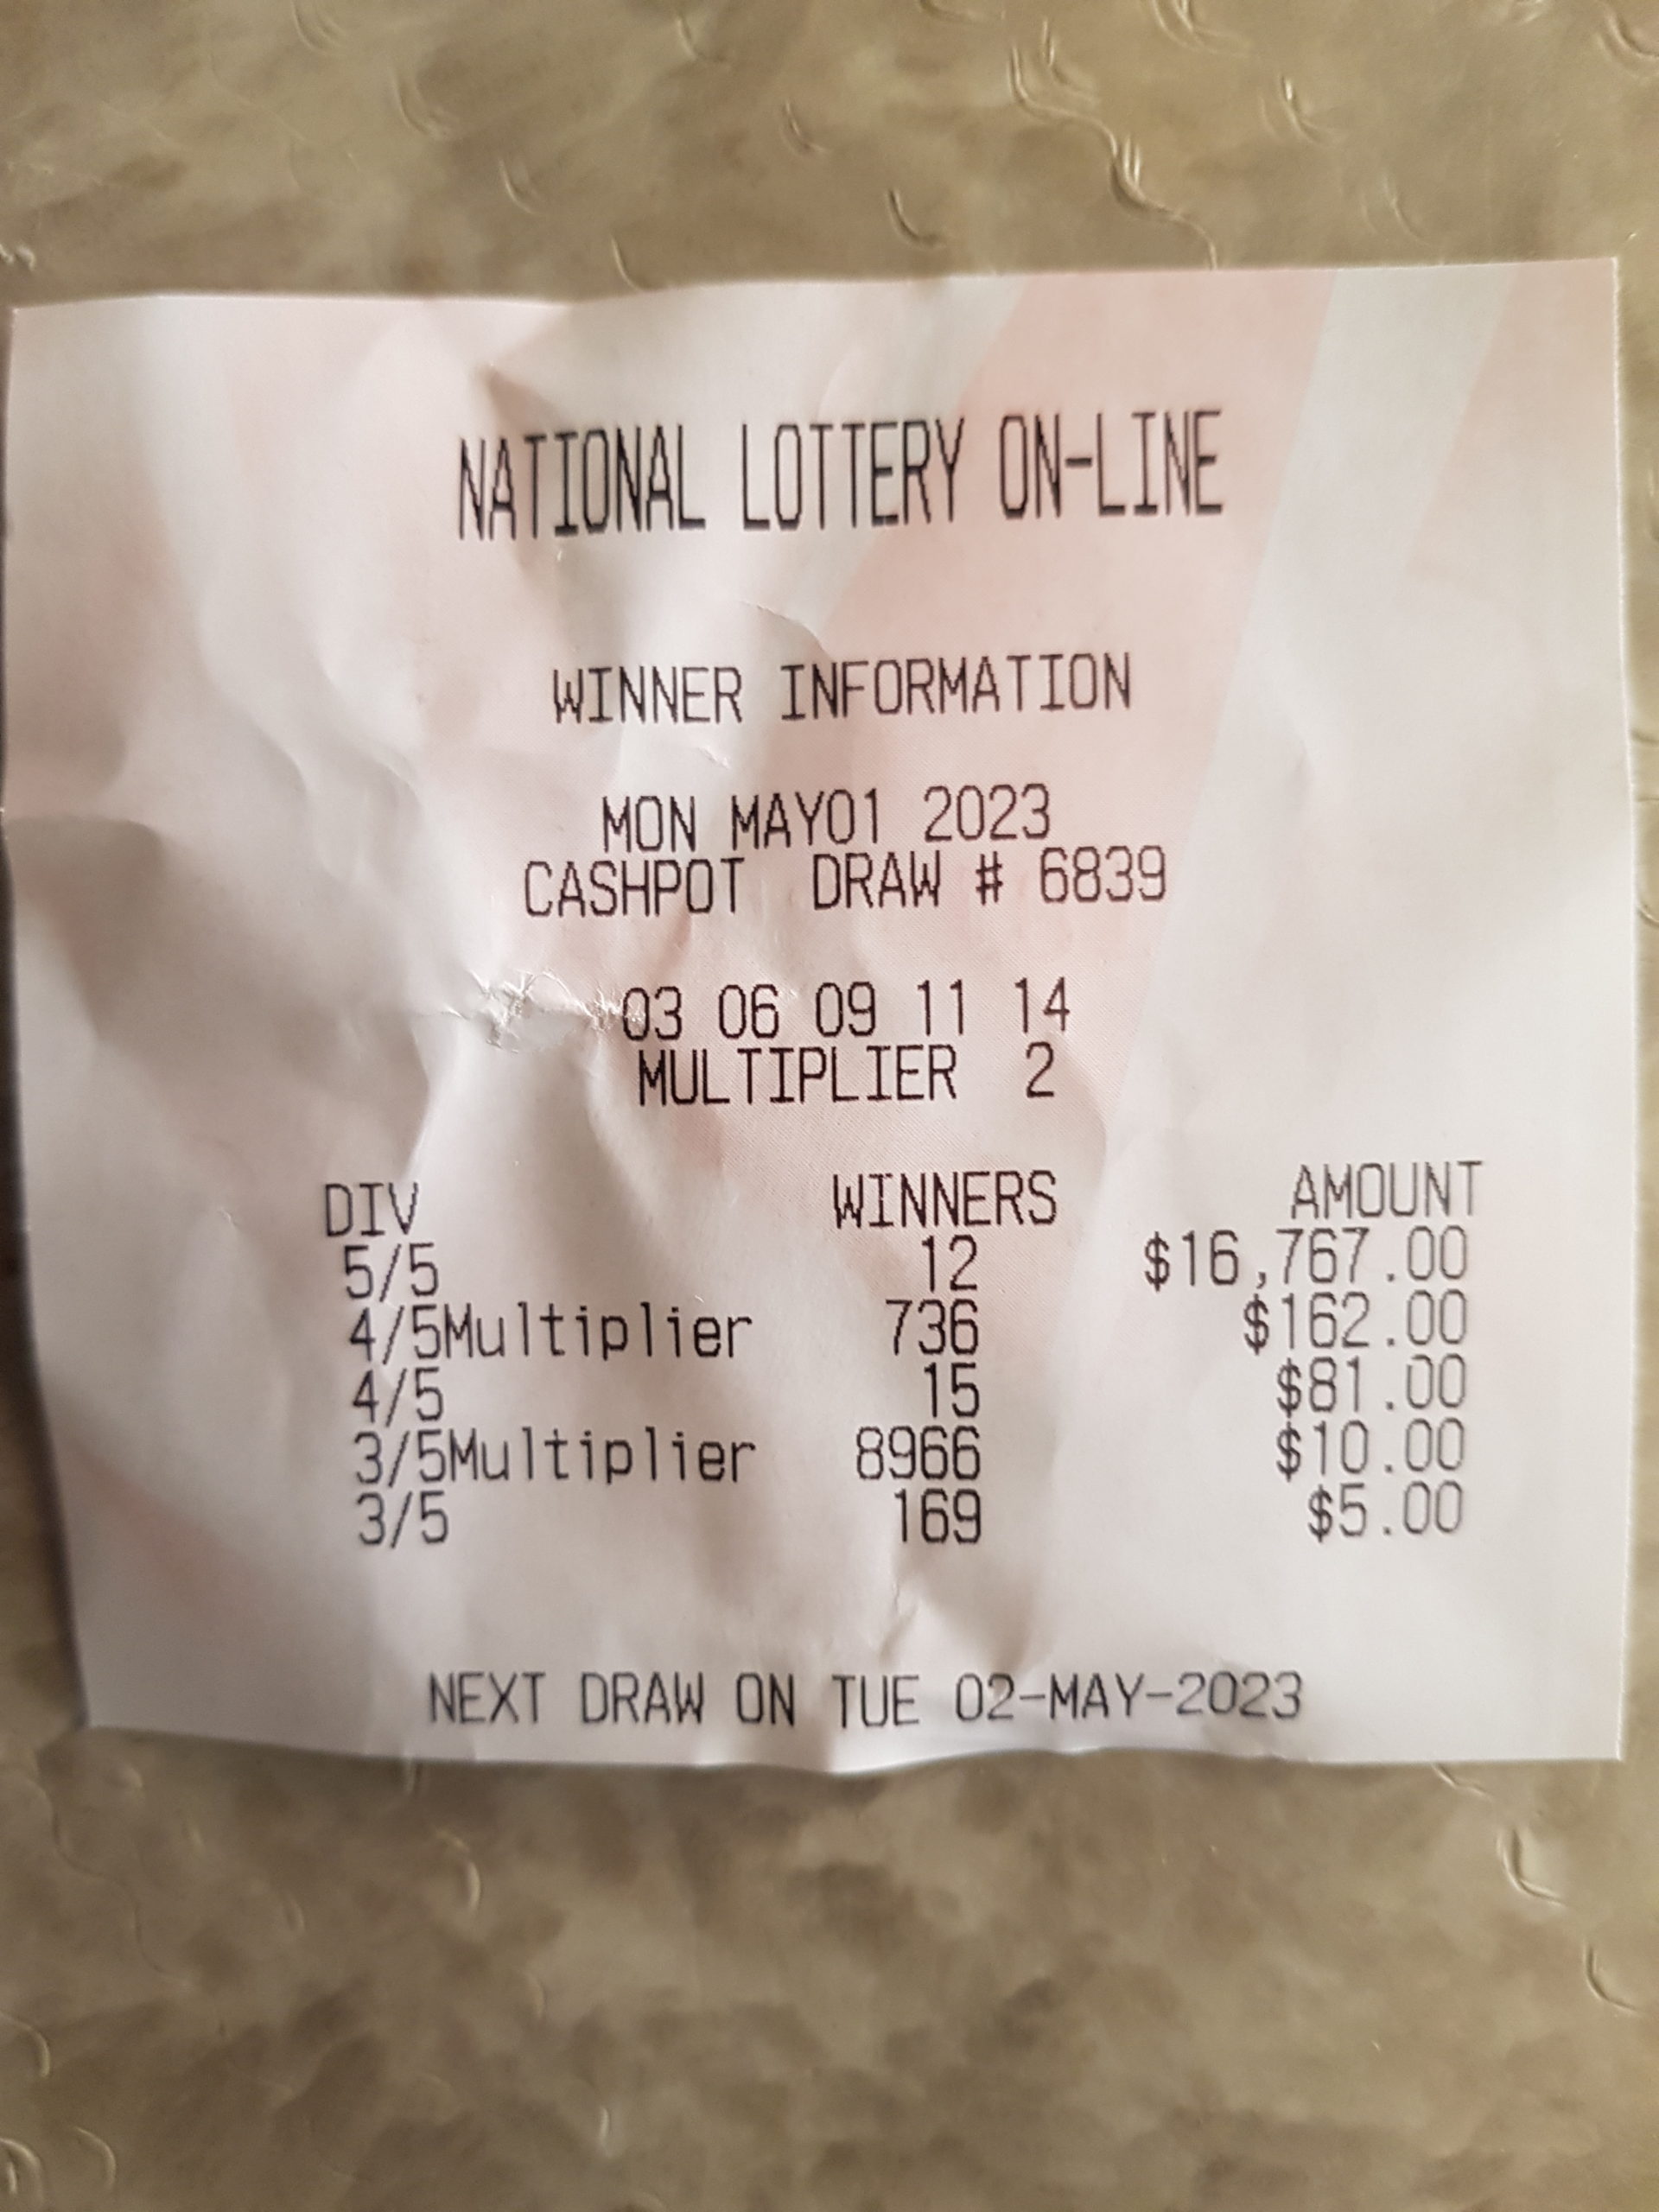 NATIONAL LOTTERY ON-LINE
WINNER INFORMATION
MON MAY01 2023
CASHPOT DRAW # 6839
03 06 09 11 14
MULTIPLIER 2
DIV WINNERS AMOUNT
5/5 12 $16,767.00
4/5Multiplier 736 $162.00
4/5 15 $81.00
3/5Multiplier 8966 $10.00
3/5 169 $5.00
NEXT DRAW ON TUE 02-MAY-2023